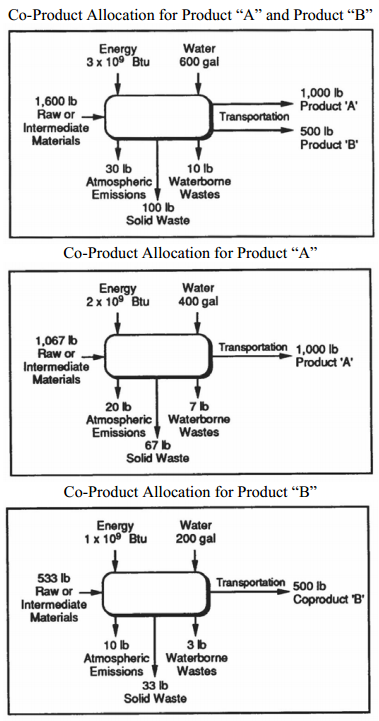 Co-Product Allocation for Product “A” and Product “B”
Energy
3 x 10⁹ Btu
Water
600 gal
1,600 lb
Raw or
Intermediate
Materials
Transportation
1,000 lb
Product 'A'
500 lb
Product 'B'
30 lb
Atmospheric
Emissions
10 lb
Waterborne
Wastes
100 lb
Solid Waste
Co-Product Allocation for Product “A”
Energy
2 x 10⁹ Btu
Water
400 gal
1,067 lb
Raw or
Intermediate
Materials
Transportation
1,000 lb
Product 'A'
20 lb
Atmospheric
Emissions
7 lb
Waterborne
Wastes
67 lb
Solid Waste
Co-Product Allocation for Product “B”
Energy
1 x 10⁹ Btu
Water
200 gal
533 lb
Raw or
Intermediate
Materials
Transportation
500 lb
Coproduct 'B'
10 lb
Atmospheric
Emissions
3 lb
Waterborne
Wastes
33 lb
Solid Waste